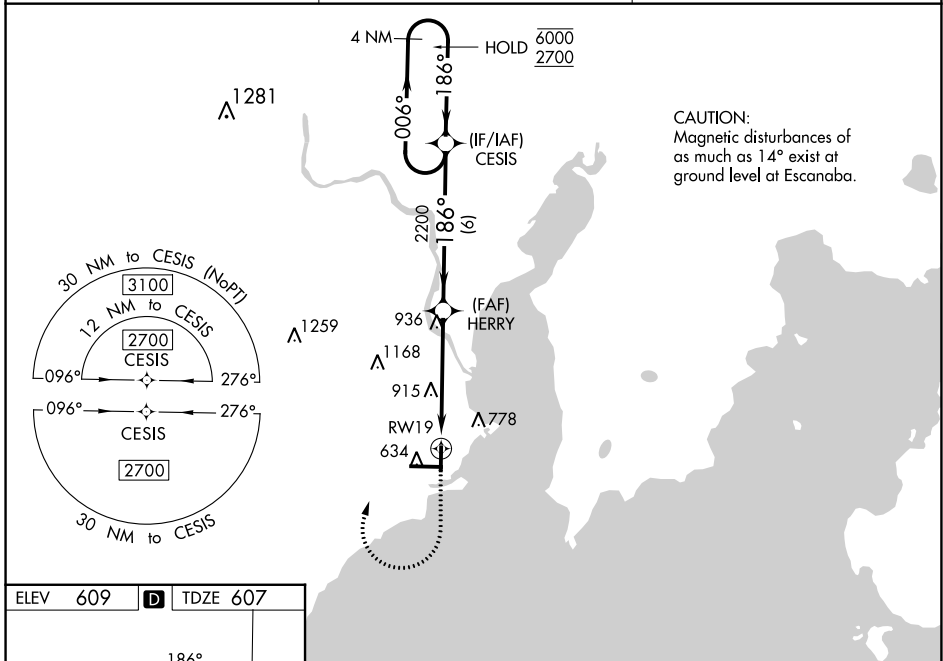 4 NM
HOLD
6000
2700
186°
006°
1281
(IF/IAF)
CESIS
CAUTION:
Magnetic disturbances of
as much as 14° exist at
ground level at Escanaba.
2200
186°
(6)
30 NM to CESIS (NoPT)
3100
12 NM to CESIS
2700
CESIS
096°
276°
096°
276°
CESIS
2700
30 NM to CESIS
(FAF)
HERRY
936
1259
1168
915
778
RW19
634
ELEV 609 D TDZE 607
186°